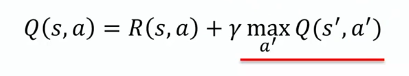 Q(s, a) = R(s, a) + γ max Q(s′, a′)
a′